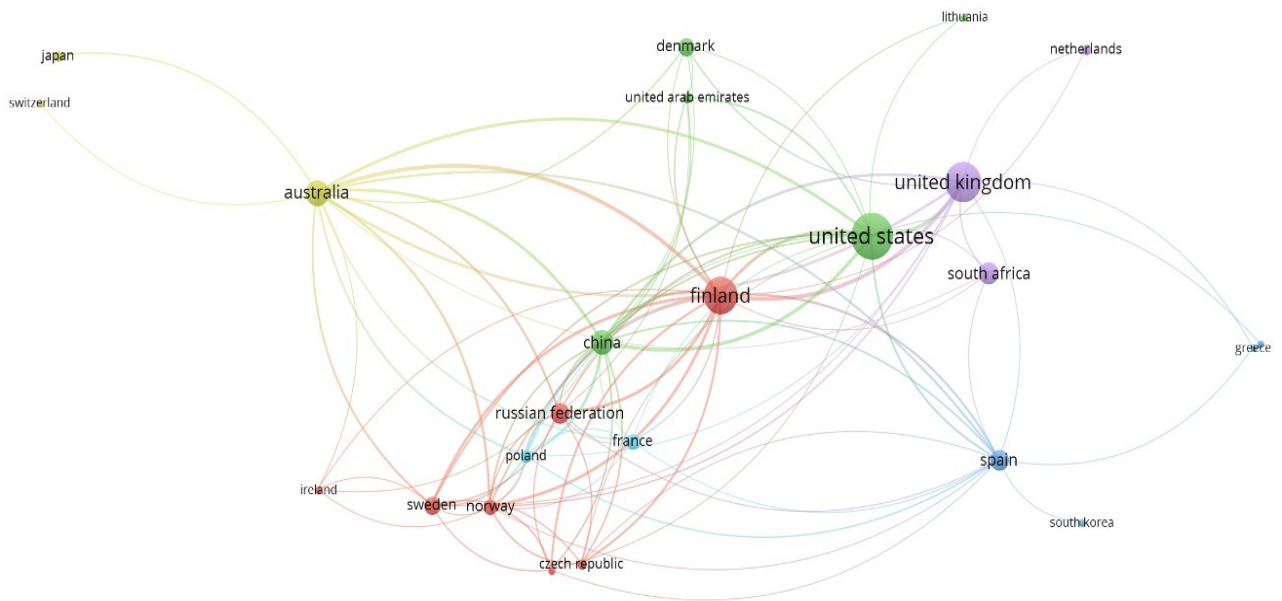 lithuania
denmark
netherlands
japan
united arab emirates
switzerland
united kingdom
australia
united states
south africa
finland
china
greece
russian federation
france
poland
spain
ireland
sweden
norway
south korea
czech republic